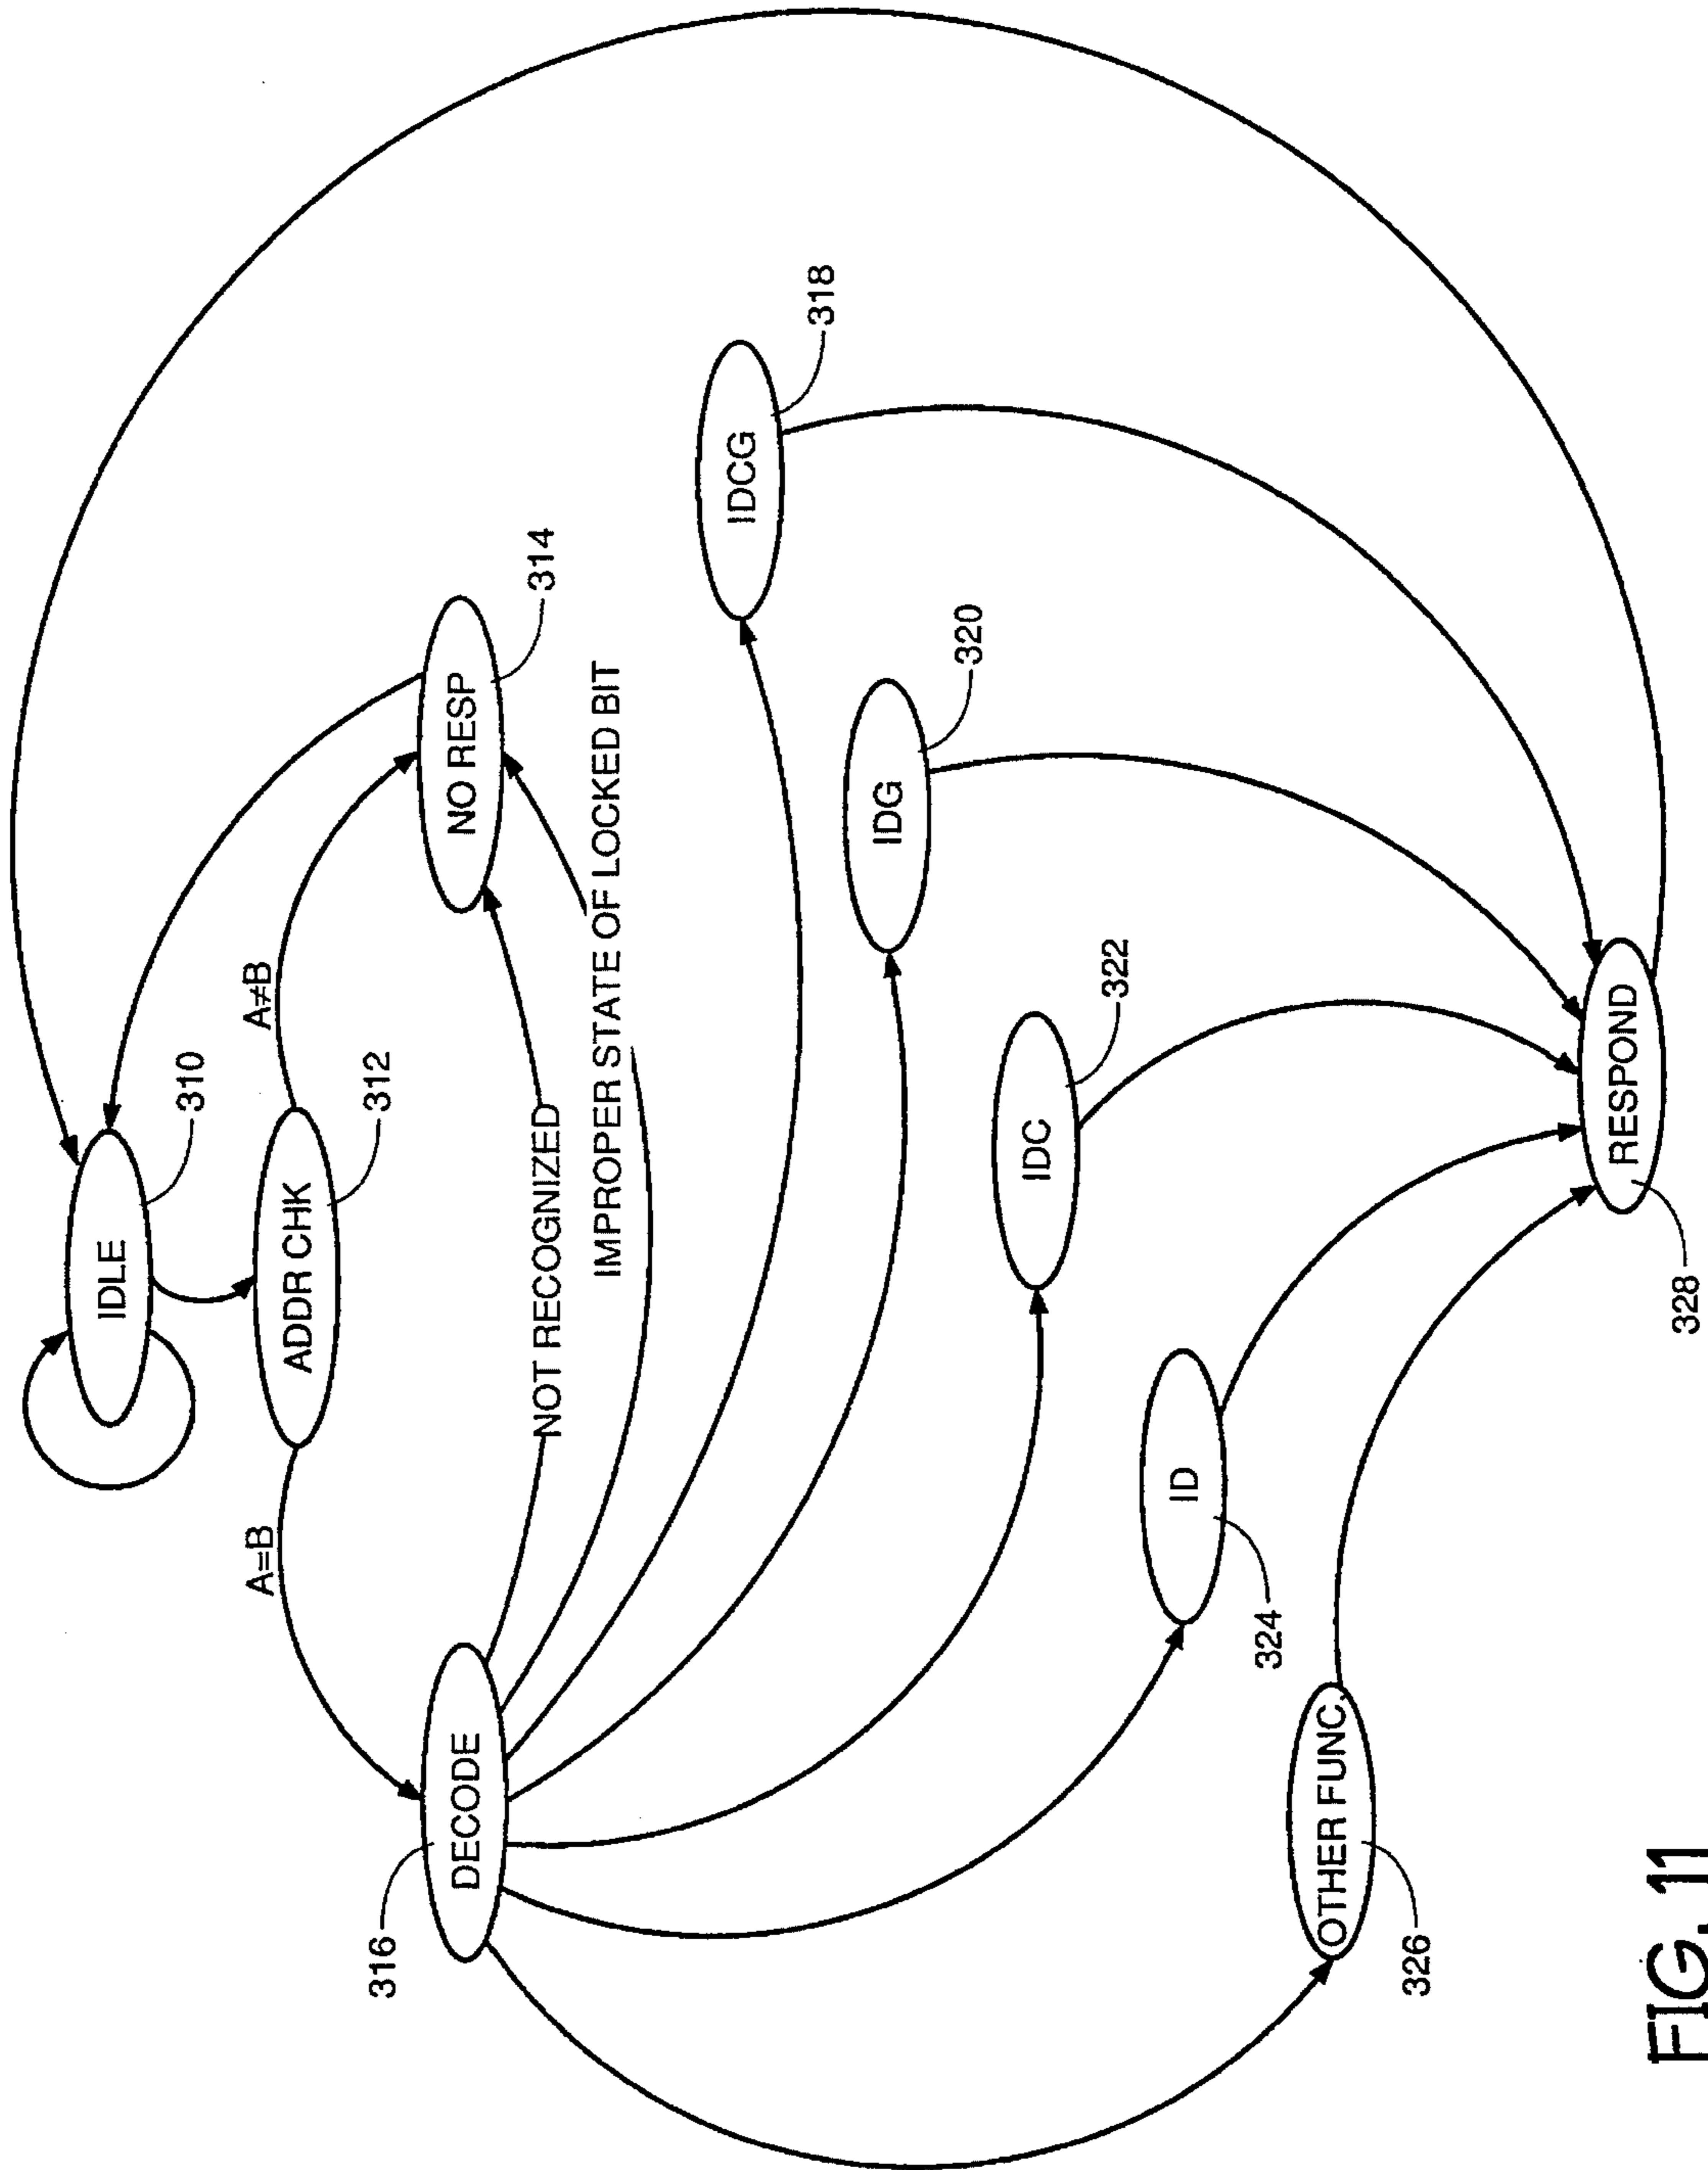 IDLE
310
ADDR CHK
312
A=B
A≠B
NO RESP
314
316
DECODE
NOT RECOGNIZED
IMPROPER STATE OF LOCKED BIT
IDCG
318
IDG
320
IDC
322
ID
324
OTHER FUNC.
326
RESPOND
328
FIG. 11